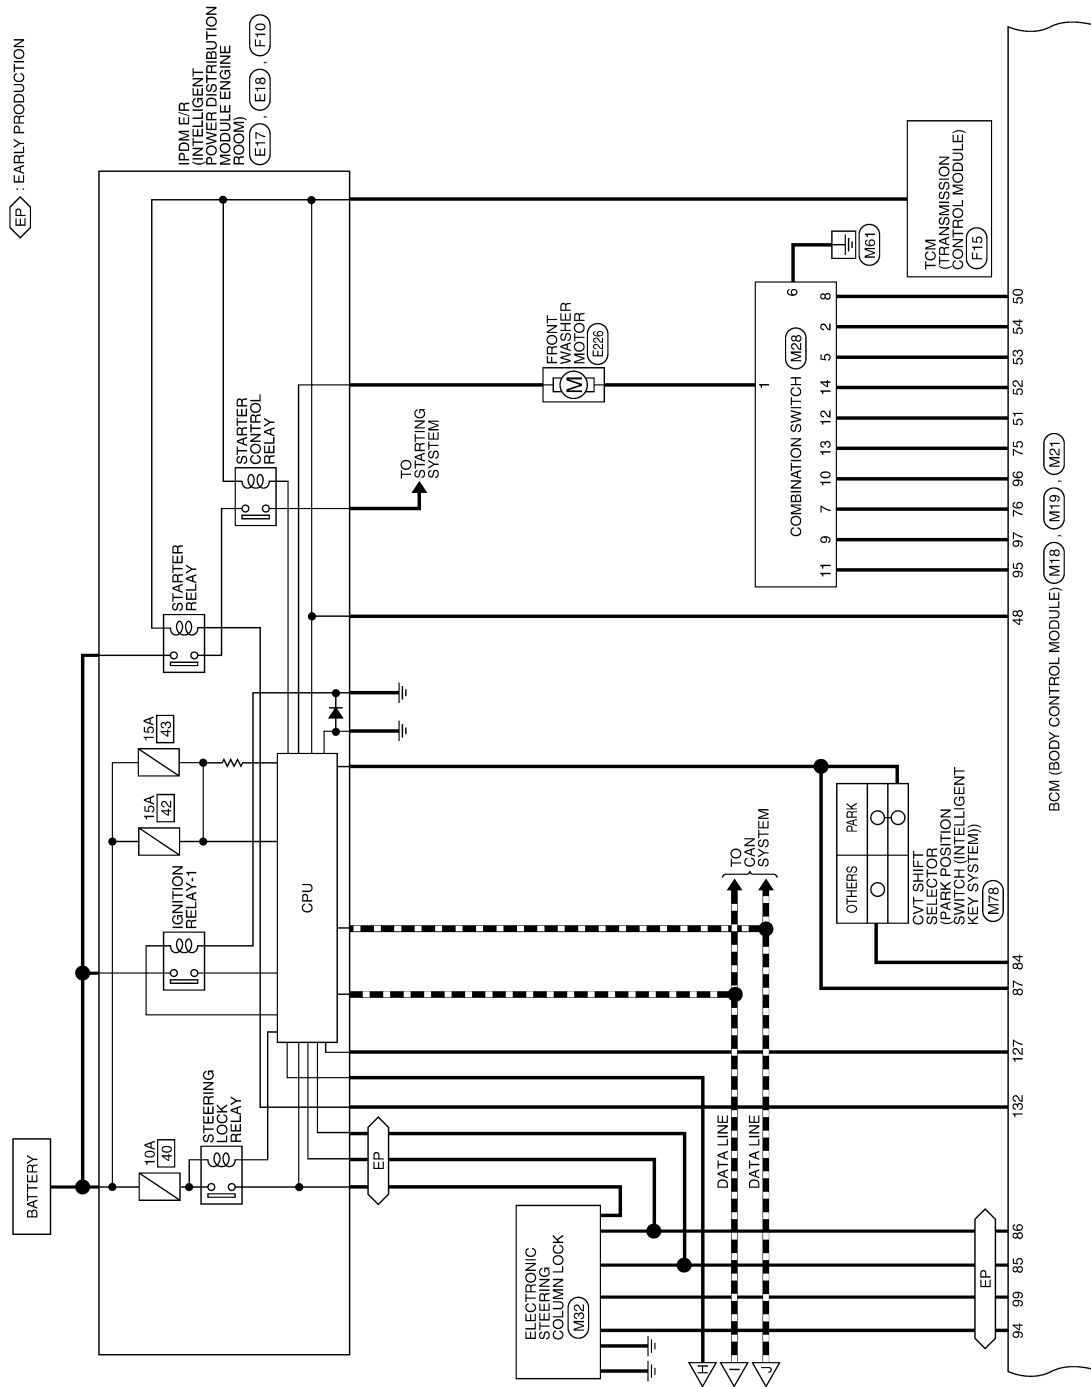 EP : EARLY PRODUCTION
BATTERY
IPDM E/R
(INTELLIGENT
POWER DISTRIBUTION
MODULE ENGINE
ROOM)
E17 , E18 , F10
10A
40
STEERING
LOCK
RELAY
IGNITION
RELAY-1
15A
42
15A
43
STARTER
RELAY
STARTER
CONTROL
RELAY
CPU
EP
TO
STARTING
SYSTEM
FRONT
WASHER
MOTOR
E226
M
ELECTRONIC
STEERING
COLUMN LOCK
M32
DATA LINE
DATA LINE
TO
CAN
SYSTEM
H
I
J
OTHERS
PARK
CVT SHIFT
SELECTOR
(PARK POSITION
SWITCH (INTELLIGENT
KEY SYSTEM))
M78
1
6
COMBINATION SWITCH M28
11 9 7 10 13 12 14 5 2 8
M61
TCM
(TRANSMISSION
CONTROL MODULE)
F15
EP
94 99 85 86 132 127 87 84 48 95 97 76 96 75 51 52 53 54 50
BCM (BODY CONTROL MODULE) M18 , M19 , M21